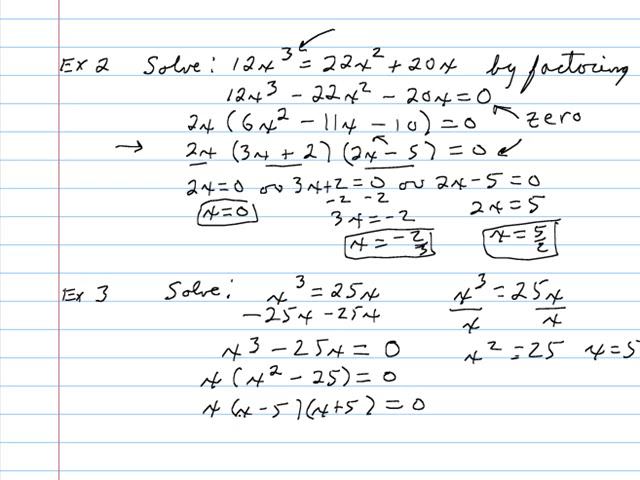 Ex 2 Solve: 12x³ = 22x² + 20x by factoring
12x³ - 22x² - 20x = 0
2x (6x² - 11x - 10) = 0 zero
→ 2x (3x + 2) (2x - 5) = 0
2x = 0 or 3x + 2 = 0 or 2x - 5 = 0
-2 -2
x = 0 3x = -2 2x = 5
x = -2/3 x = 5/2
Ex 3 Solve: x³ = 25x x³/x = 25x/x
-25x -25x
x³ - 25x = 0 x² = 25 x = 5
x (x² - 25) = 0
x (x - 5) (x + 5) = 0